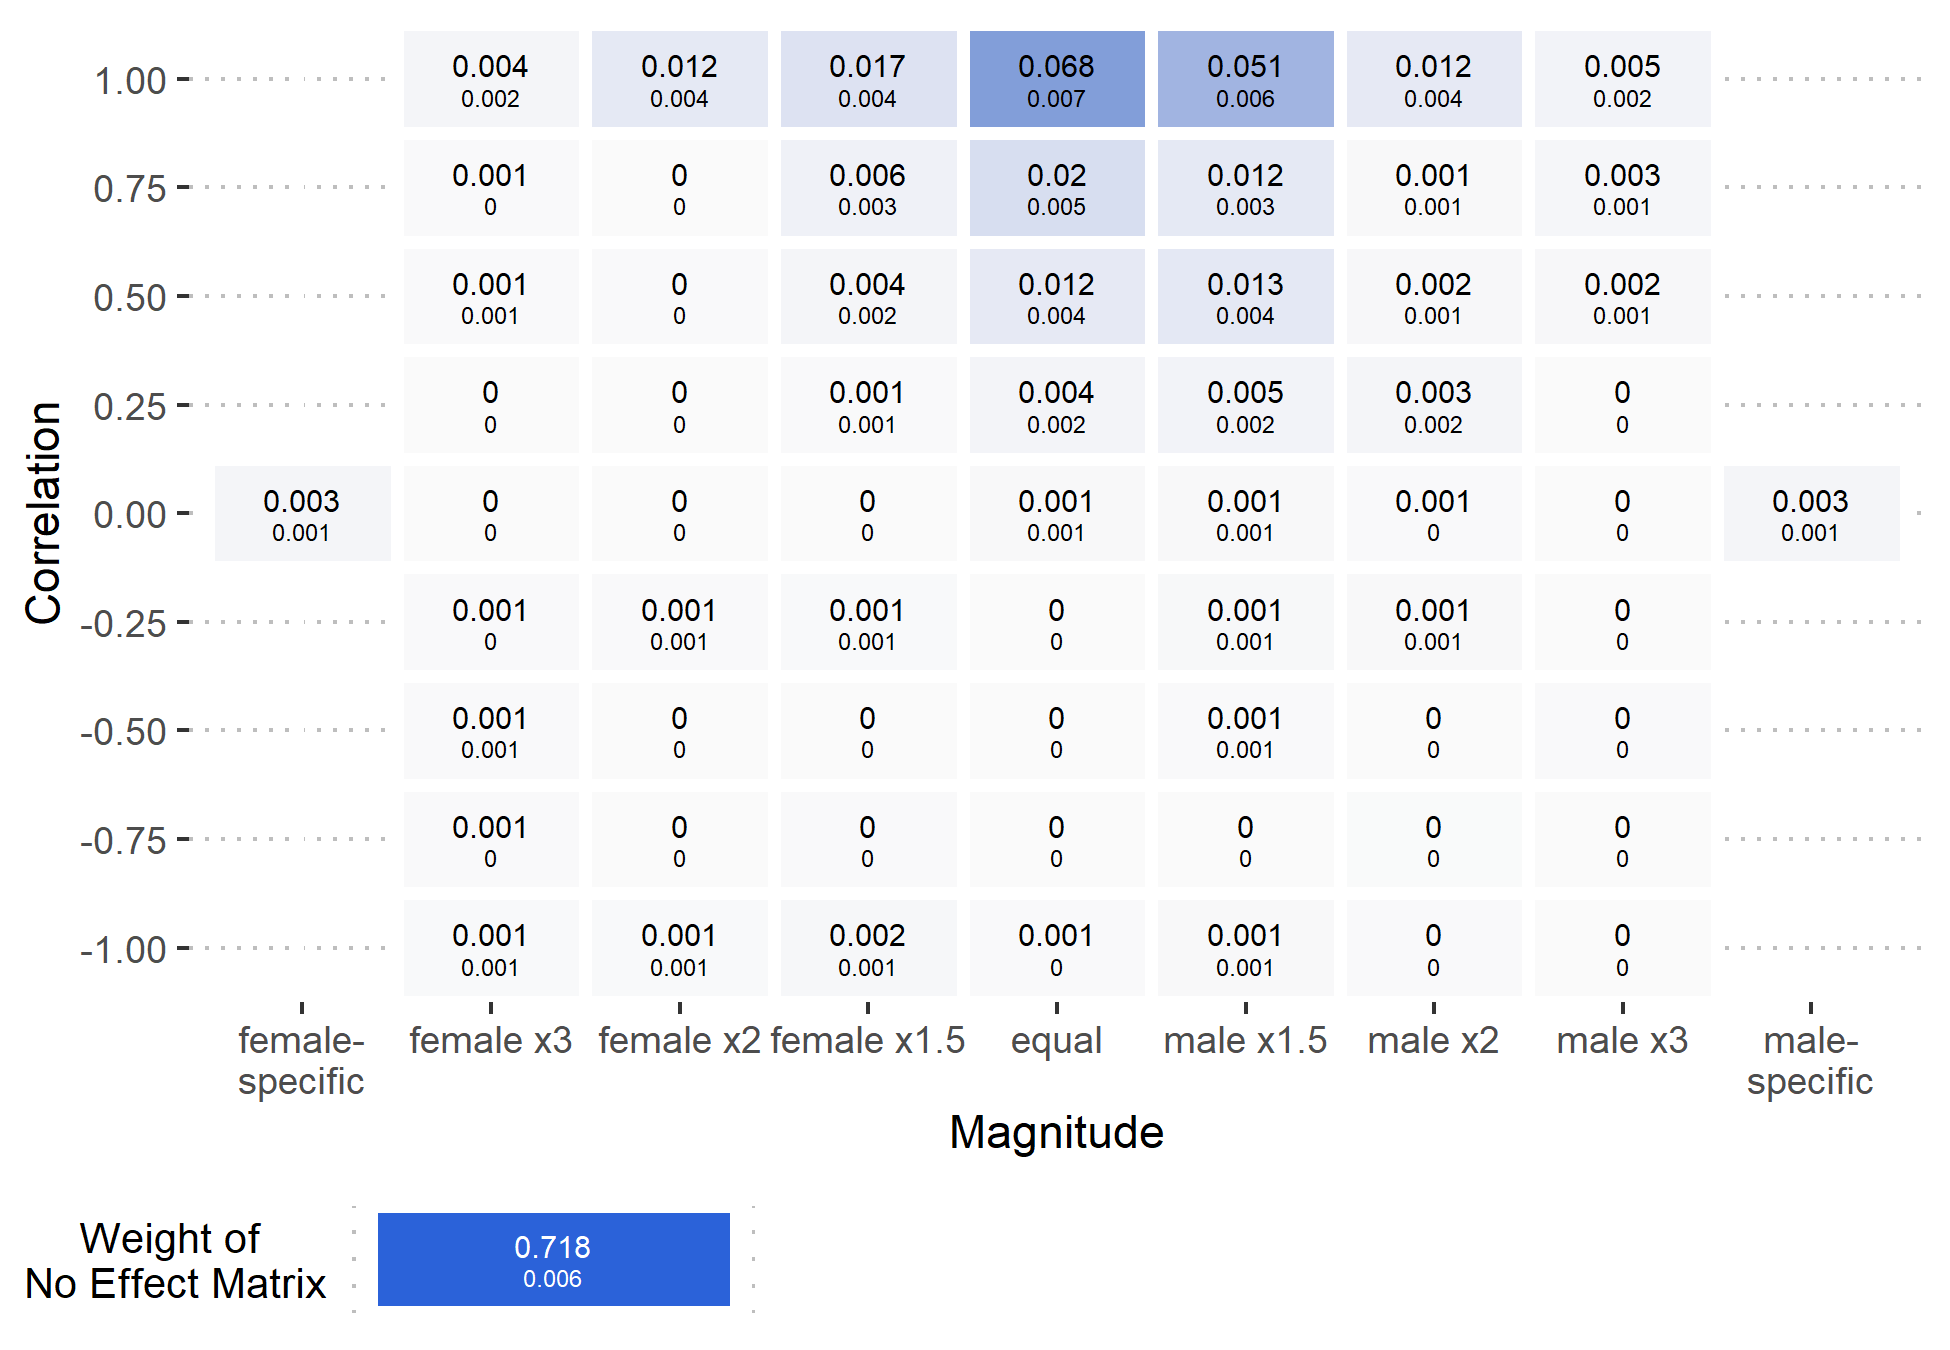 1.00
0.004 0.012 0.017 0.068 0.051 0.012 0.005
0.002 0.004 0.004 0.007 0.006 0.004 0.002
0.75
0.001 0 0.006 0.02 0.012 0.001 0.003
0 0 0.003 0.005 0.003 0.001 0.001
0.50
0.001 0 0.004 0.012 0.013 0.002 0.002
0.001 0 0.002 0.004 0.004 0.001 0.001
0.25
0 0 0.001 0.004 0.005 0.003 0
0 0 0.001 0.002 0.002 0.002 0
0.00
0.003 0 0 0 0.001 0.001 0.001 0 0.003
0.001 0 0 0 0.001 0.001 0 0 0.001
-0.25
0.001 0.001 0.001 0 0.001 0.001 0
0 0.001 0.001 0 0.001 0.001 0
-0.50
0.001 0 0 0 0.001 0 0
0.001 0 0 0 0.001 0 0
-0.75
0.001 0 0 0 0 0 0
0 0 0 0 0 0 0
-1.00
0.001 0.001 0.002 0.001 0.001 0 0
0.001 0.001 0.001 0 0.001 0 0
Correlation
female- female x3 female x2 female x1.5 equal male x1.5 male x2 male x3 male-
specific specific
Magnitude
Weight of
No Effect Matrix
0.718
0.006